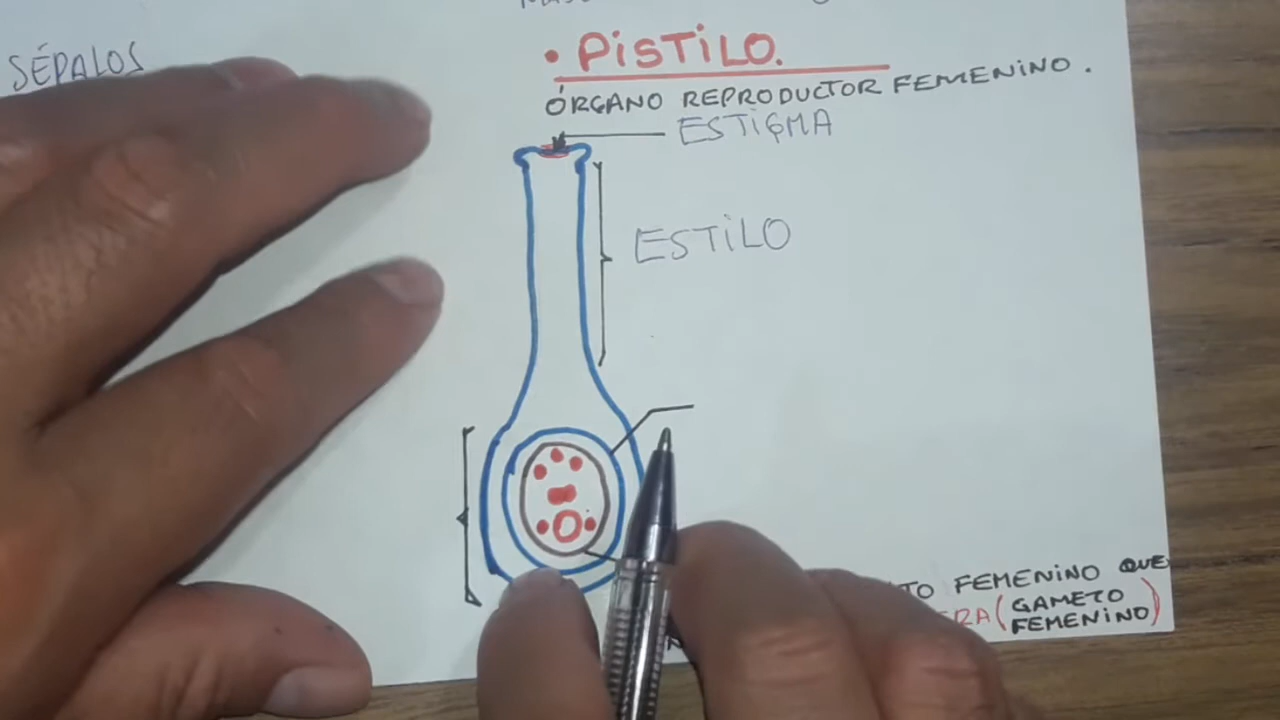 SÉPALOS
• PiSTiLO.
ÓRGANO REPRODUCTOR FEMENINO.
ESTIGMA
ESTiLO
FEMENiNO QUE
(GAMETO
FEMENiNO)